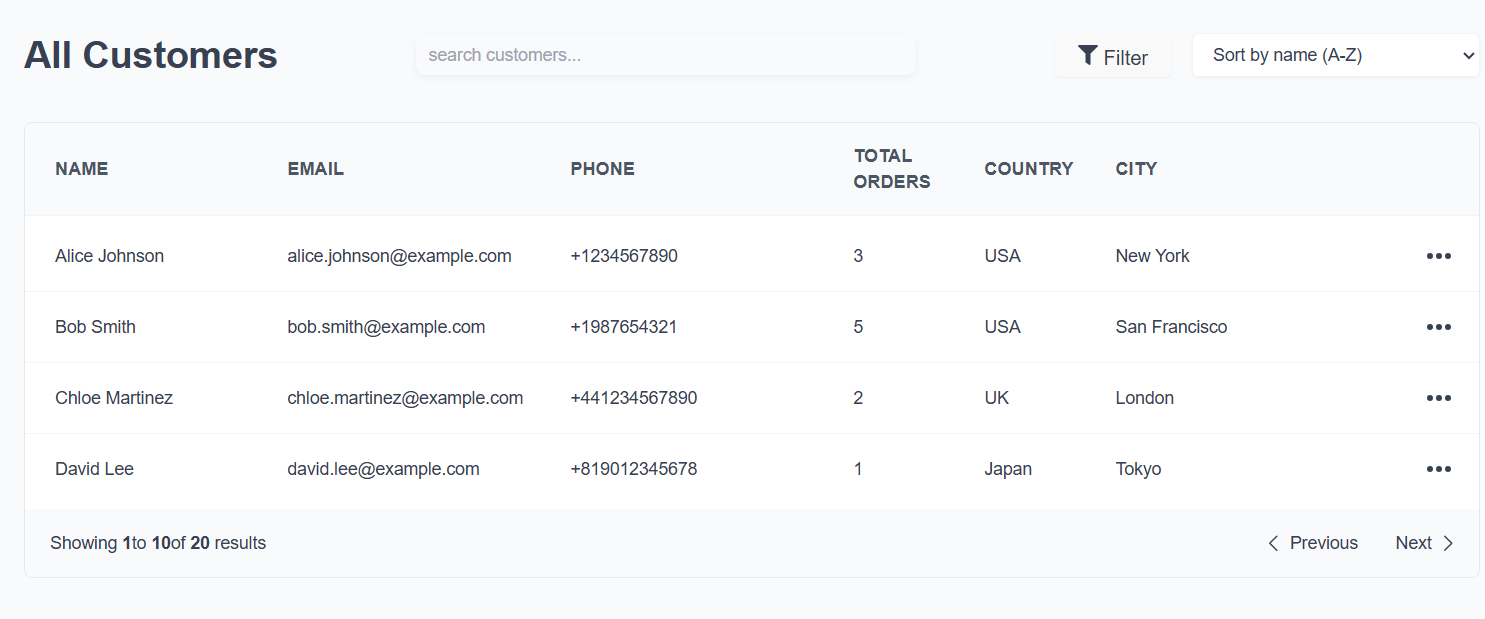 All Customers
search customers...
Filter
Sort by name (A-Z)
NAME EMAIL PHONE TOTAL ORDERS COUNTRY CITY
Alice Johnson alice.johnson@example.com +1234567890 3 USA New York
Bob Smith bob.smith@example.com +1987654321 5 USA San Francisco
Chloe Martinez chloe.martinez@example.com +441234567890 2 UK London
David Lee david.lee@example.com +819012345678 1 Japan Tokyo
Showing 1to 10of 20 results
Previous
Next